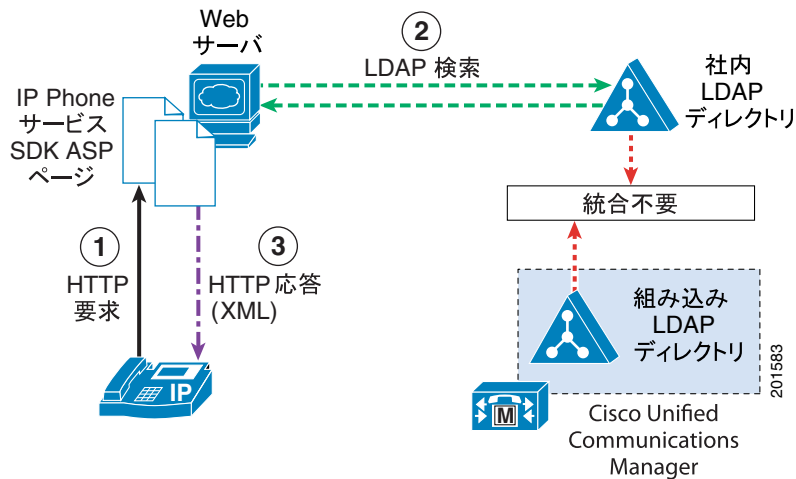 Web
サーバ
②
LDAP 検索
社内
LDAP
ディレクトリ
IP Phone
サービス
SDK ASP
ページ
統合不要
①
HTTP
要求
③
HTTP 応答
(XML)
組み込み
LDAP
ディレクトリ
IP
M
Cisco Unified
Communications
Manager
201583